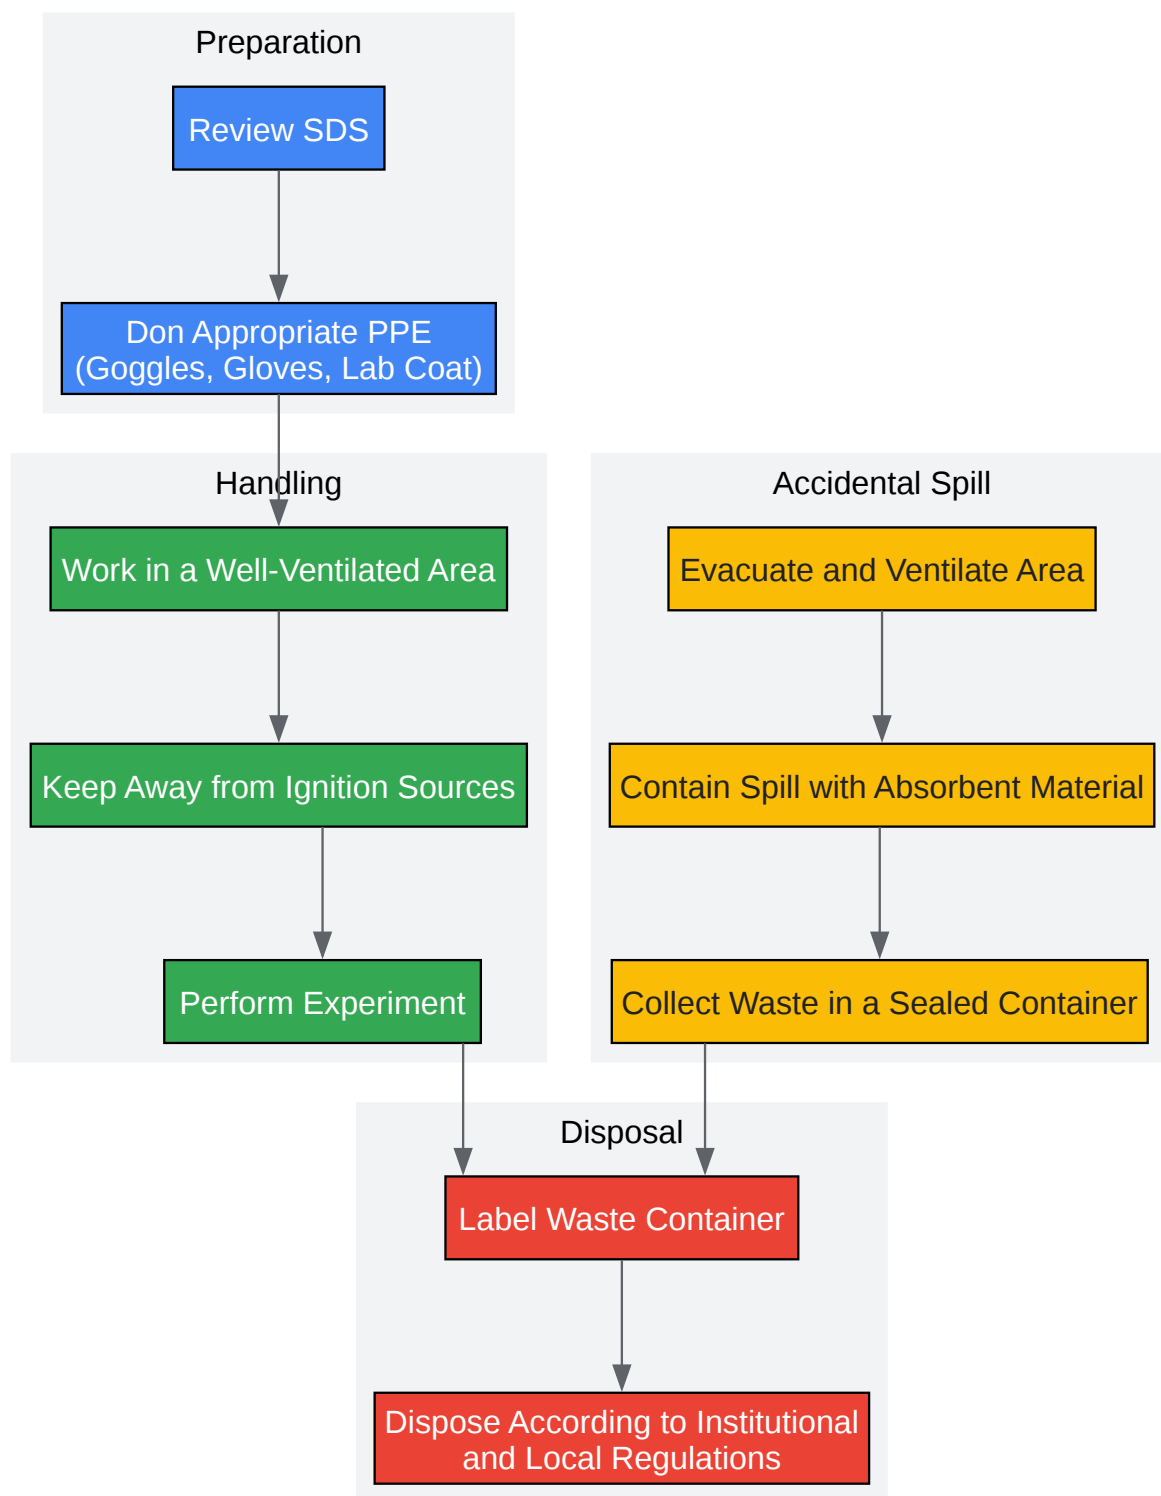 Preparation
Review SDS
Don Appropriate PPE
(Goggles, Gloves, Lab Coat)
Handling
Work in a Well-Ventilated Area
Keep Away from Ignition Sources
Perform Experiment
Accidental Spill
Evacuate and Ventilate Area
Contain Spill with Absorbent Material
Collect Waste in a Sealed Container
Disposal
Label Waste Container
Dispose According to Institutional
and Local Regulations